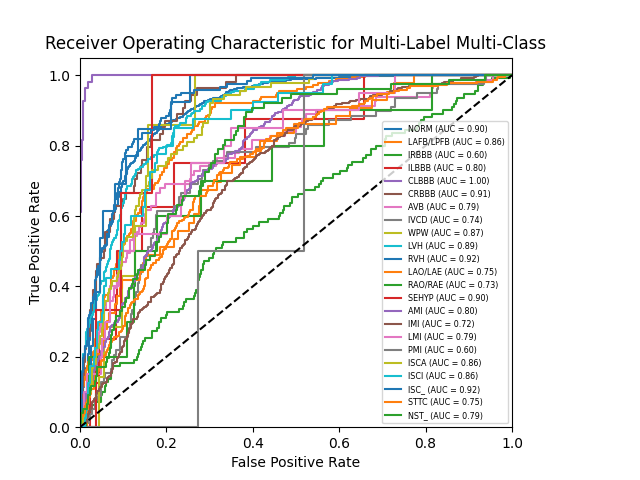 Receiver Operating Characteristic for Multi-Label Multi-Class
1.0
0.8
0.6
0.4
0.2
0.0
True Positive Rate
NORM (AUC = 0.90)
LAFB/LPFB (AUC = 0.86)
IRBBB (AUC = 0.60)
ILBBB (AUC = 0.80)
CLBBB (AUC = 1.00)
CRBBB (AUC = 0.91)
AVB (AUC = 0.79)
IVCD (AUC = 0.74)
WPW (AUC = 0.87)
LVH (AUC = 0.89)
RVH (AUC = 0.92)
LAO/LAE (AUC = 0.75)
RAO/RAE (AUC = 0.73)
SEHYP (AUC = 0.90)
AMI (AUC = 0.80)
IMI (AUC = 0.72)
LMI (AUC = 0.79)
PMI (AUC = 0.60)
ISCA (AUC = 0.86)
ISCI (AUC = 0.86)
ISC_ (AUC = 0.92)
STTC (AUC = 0.75)
NST_ (AUC = 0.79)
0.0 0.2 0.4 0.6 0.8 1.0
False Positive Rate